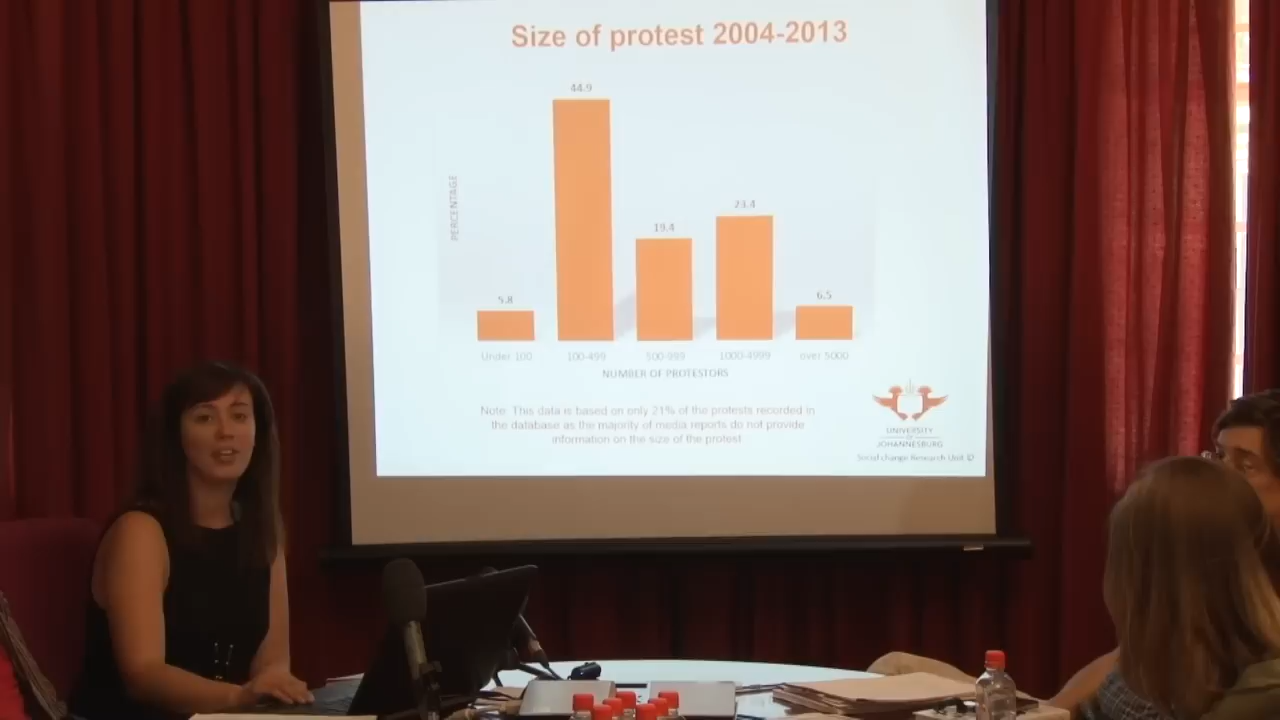 Size of protest 2004-2013
44.9
23.4
19.4
5.8
6.5
PERCENTAGE
Under 100
100-499
500-999
1000-4999
over 5000
NUMBER OF PROTESTORS
Note: This data is based on only 21% of the protests recorded in
the database as the majority of media reports do not provide
information on the size of the protest
UNIVERSITY
OF
JOHANNESBURG
Social change Research Unit ©